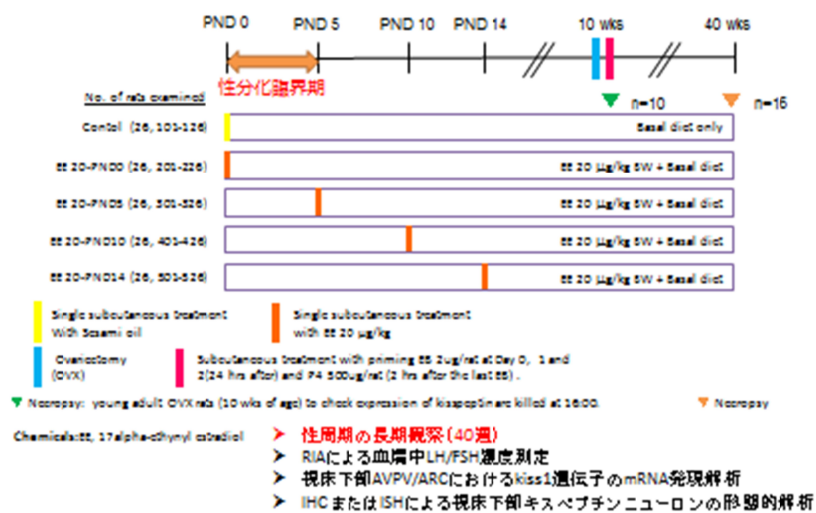 PND 0
PND 5
PND 10
PND 14
10 wks
40 wks
性分化臨界期
No. of rats examined
n=10
n=15
Contol (26, 101-126)
Basal diet only
EE 20-PND0 (26, 201-226)
EE 20 µg/kg BW + Basal diet
EE 20-PND5 (26, 301-326)
EE 20 µg/kg BW + Basal diet
EE 20-PND10 (26, 401-426)
EE 20 µg/kg BW + Basal diet
EE 20-PND14 (26, 501-526)
EE 20 µg/kg BW + Basal diet
Single subcutaneous treatment
With Sesami oil
Single subcutaneous treatment
with EE 20 µg/kg
Ovariectomy
(OVX)
Subcutaneous treatment with priming EB 2ug/rat at Day 0, 1 and
2(24 hrs after) and P4 500ug/rat (2 hrs after the last EB) .
Necropsy: young adult OVX rats (10 wks of age) to check expression of kisspeptins killed at 16:00.
Necropsy
Chemicals:EE, 17alpha-ethynyl estradiol
性周期の長期観察(40週)
RIAによる血漿中LH/FSH濃度測定
視床下部AVPV/ARCにおけるkiss1遺伝子のmRNA発現解析
IHCまたはISHによる視床下部キスペプチンニューロンの形態的解析